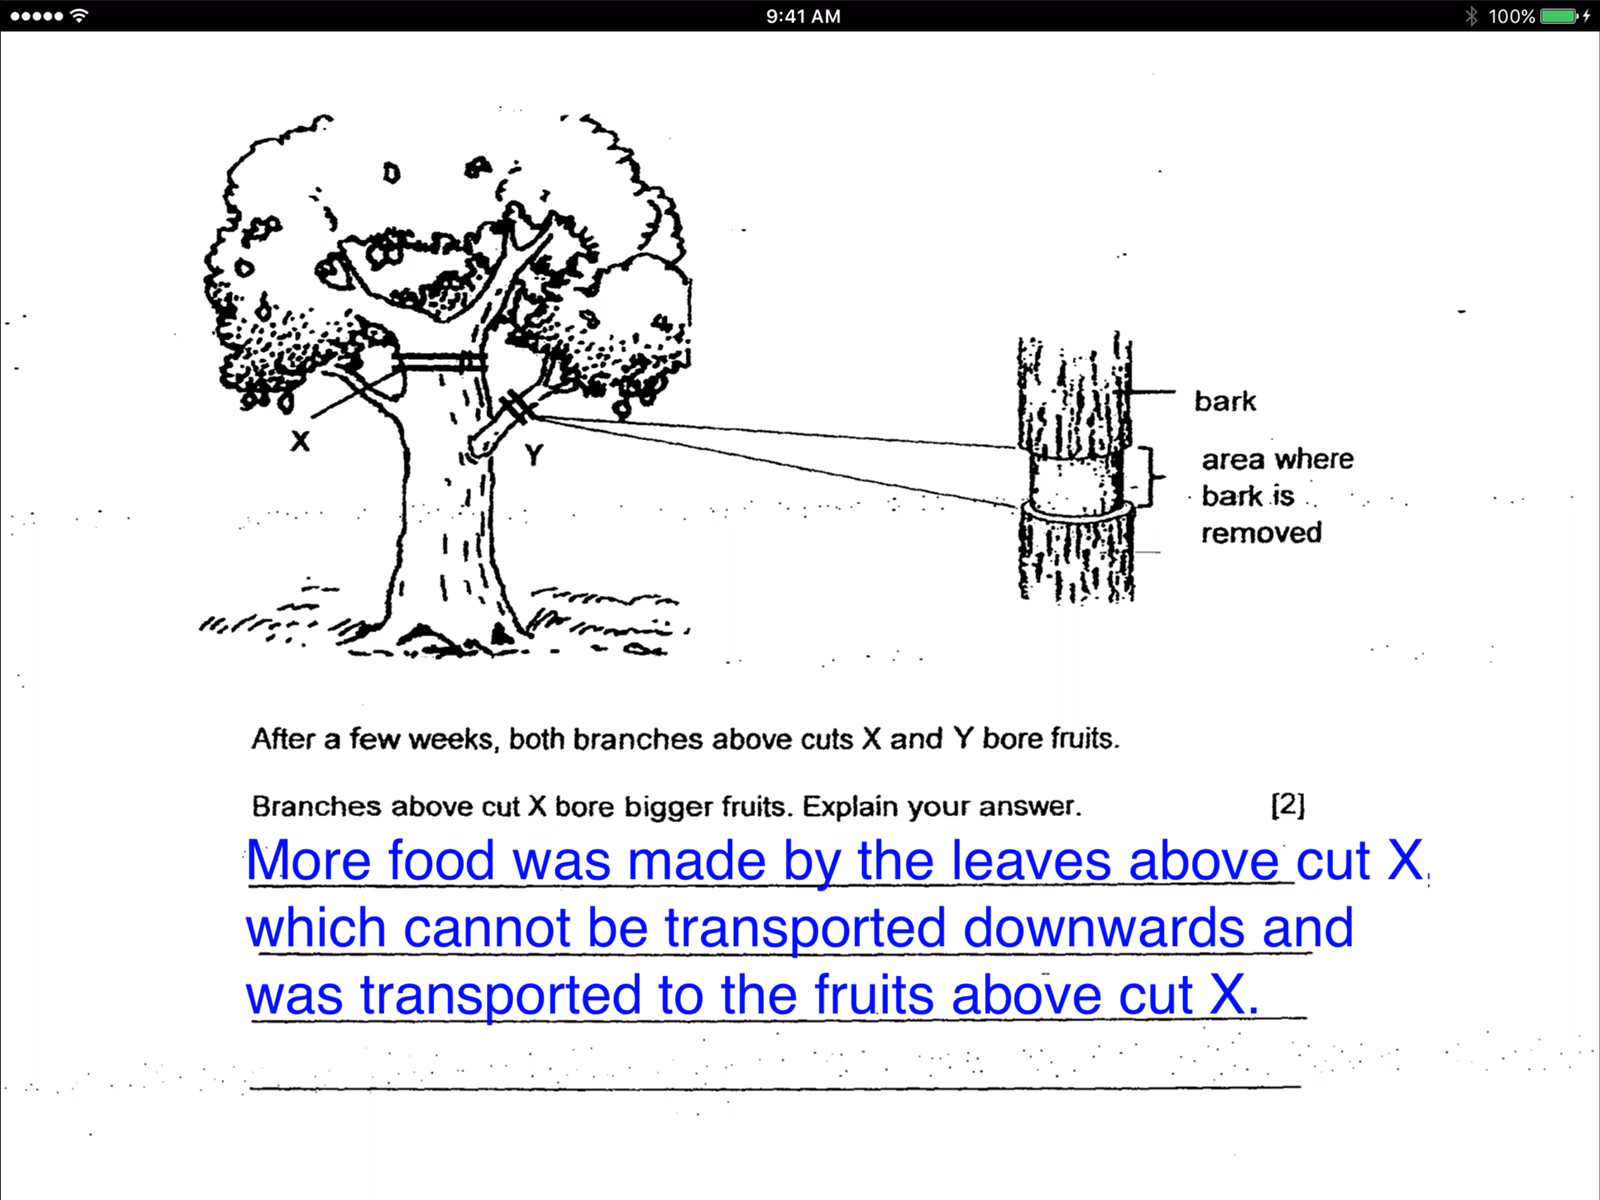 9:41 AM
100%
X
Y
bark
area where
bark is
removed
After a few weeks, both branches above cuts X and Y bore fruits.
Branches above cut X bore bigger fruits. Explain your answer. [2]
More food was made by the leaves above cut X,
which cannot be transported downwards and
was transported to the fruits above cut X.